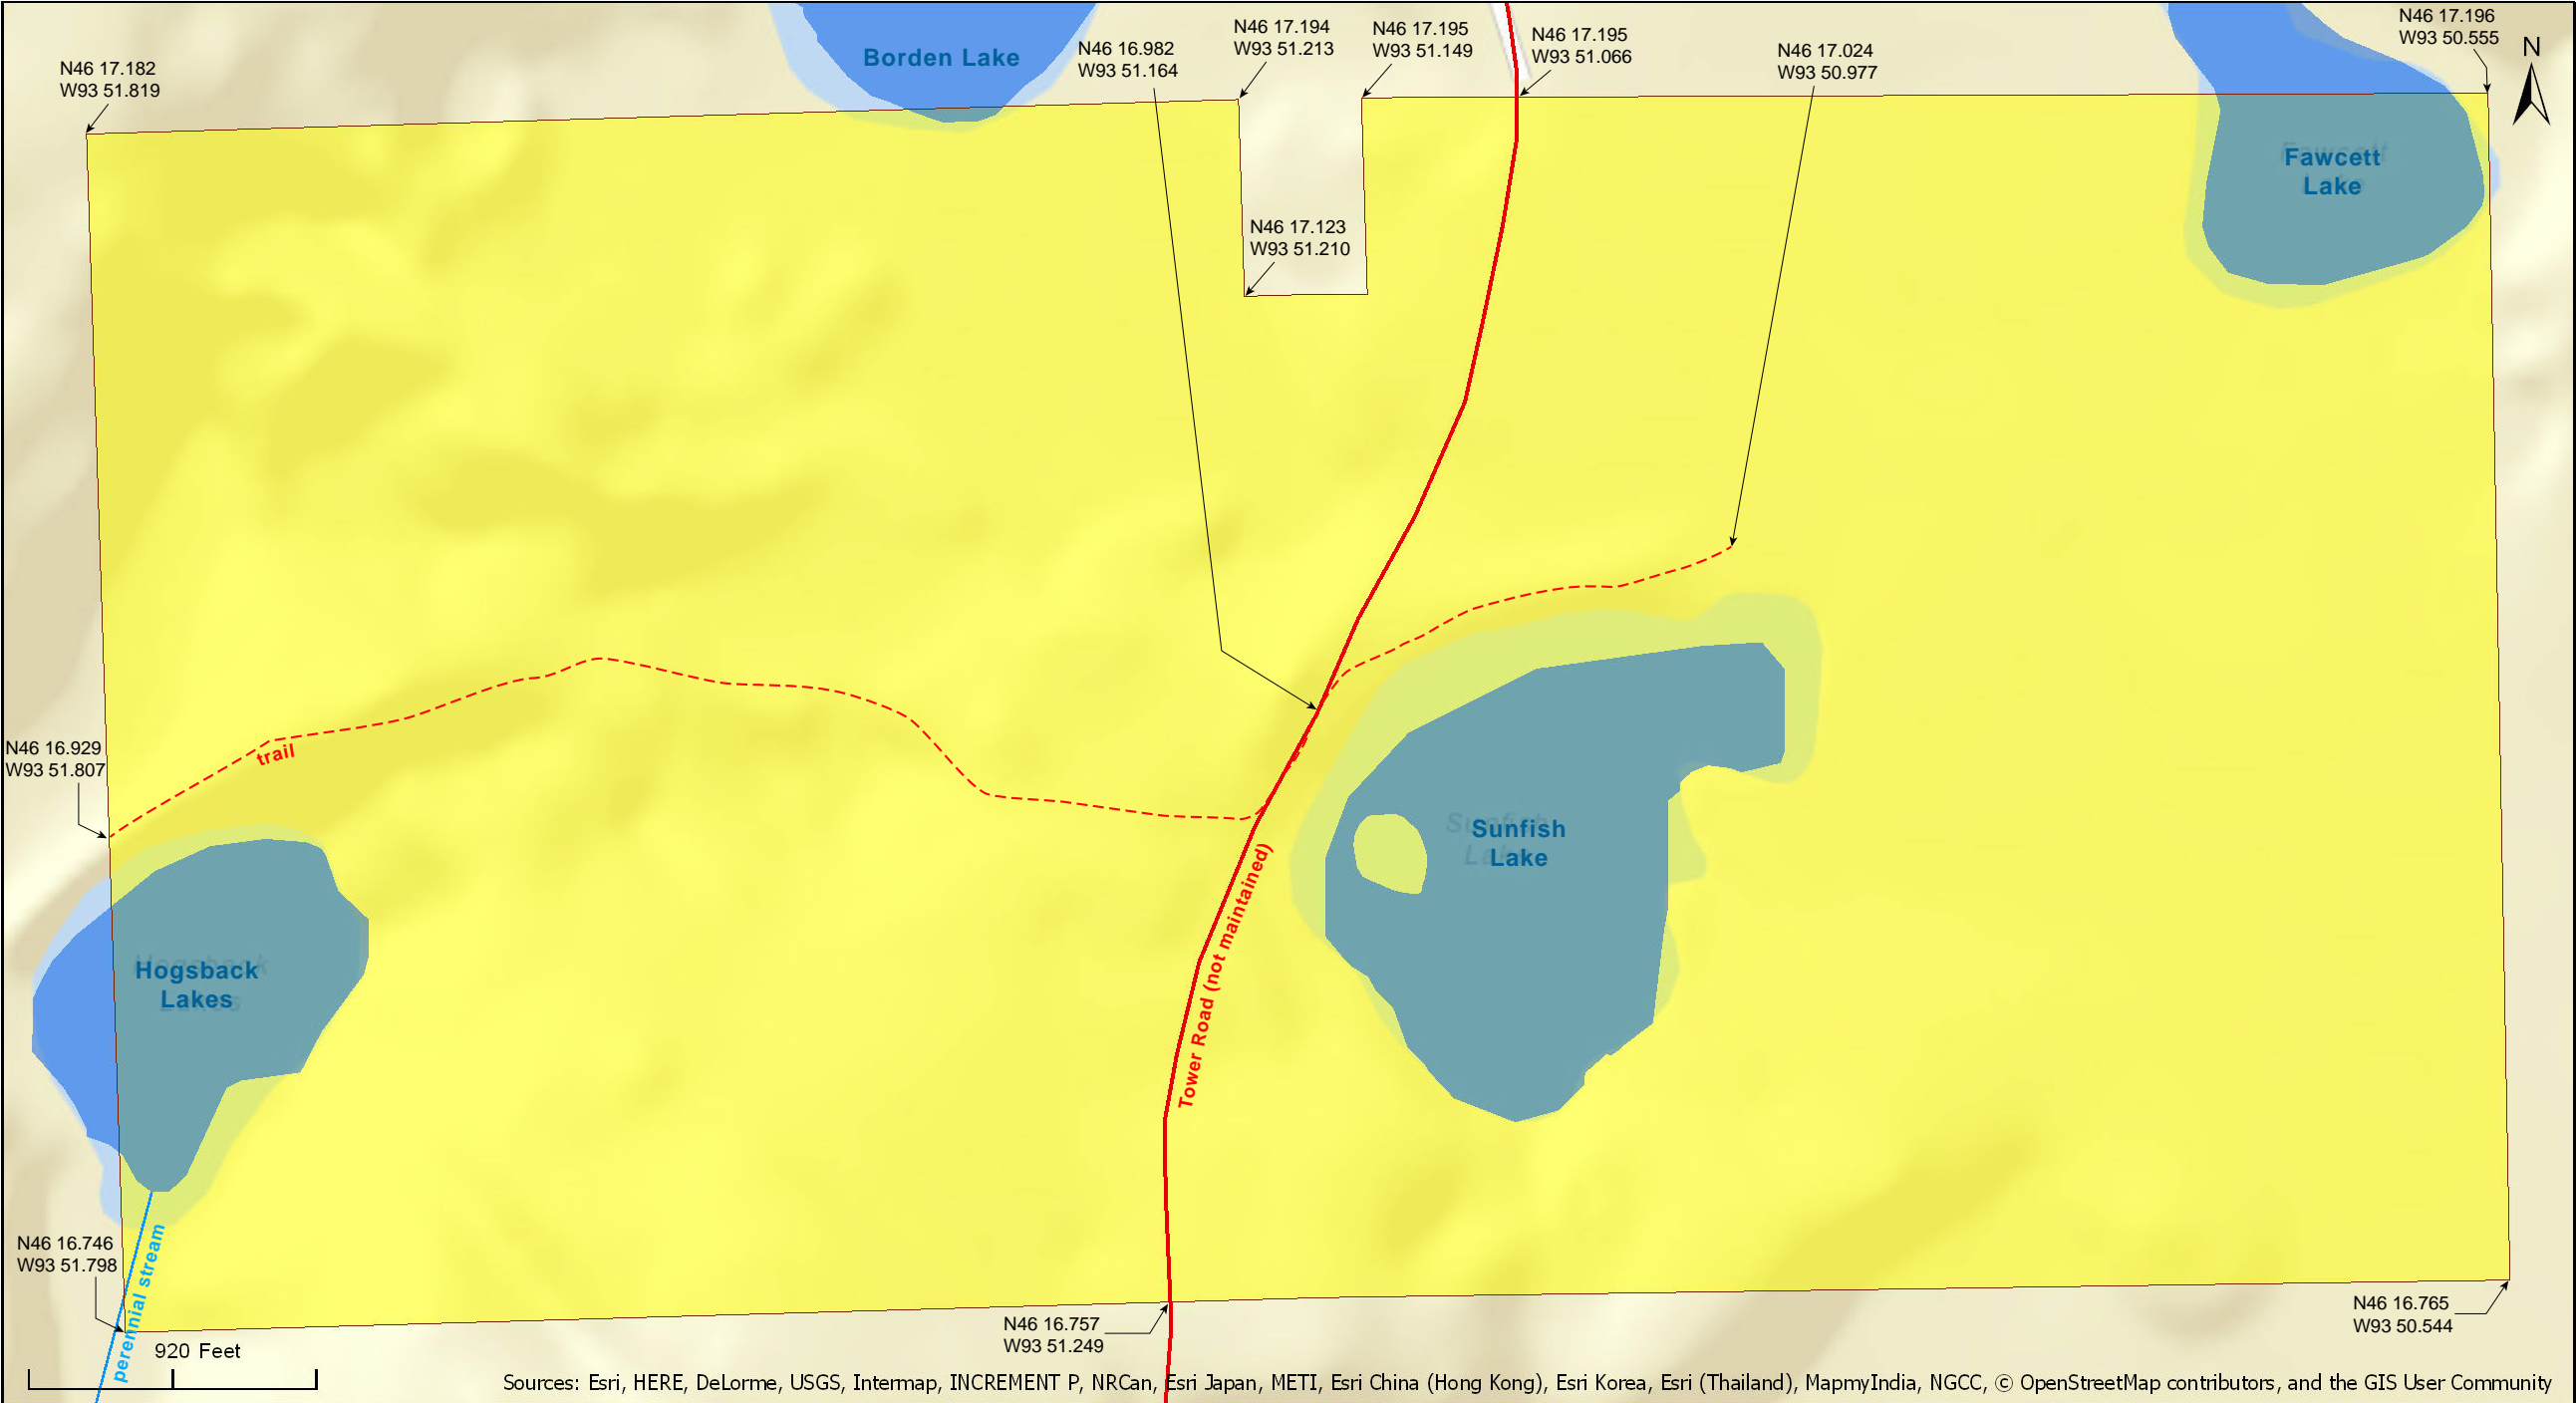 N46 17.182
W93 51.819
Borden Lake
N46 16.982
W93 51.164
N46 17.194
W93 51.213
N46 17.195
W93 51.149
N46 17.195
W93 51.066
N46 17.024
W93 50.977
N46 17.196
W93 50.555
N
Fawcett
Lake
N46 17.123
W93 51.210
trail
N46 16.929
W93 51.807
Sunfish
Lake
Tower Road (not maintained)
Hogsback
Lakes
N46 16.746
W93 51.798
perennial stream
N46 16.757
W93 51.249
N46 16.765
W93 50.544
920 Feet
Sources: Esri, HERE, DeLorme, USGS, Intermap, INCREMENT P, NRCan, Esri Japan, METI, Esri China (Hong Kong), Esri Korea, Esri (Thailand), MapmyIndia, NGCC, © OpenStreetMap contributors, and the GIS User Community